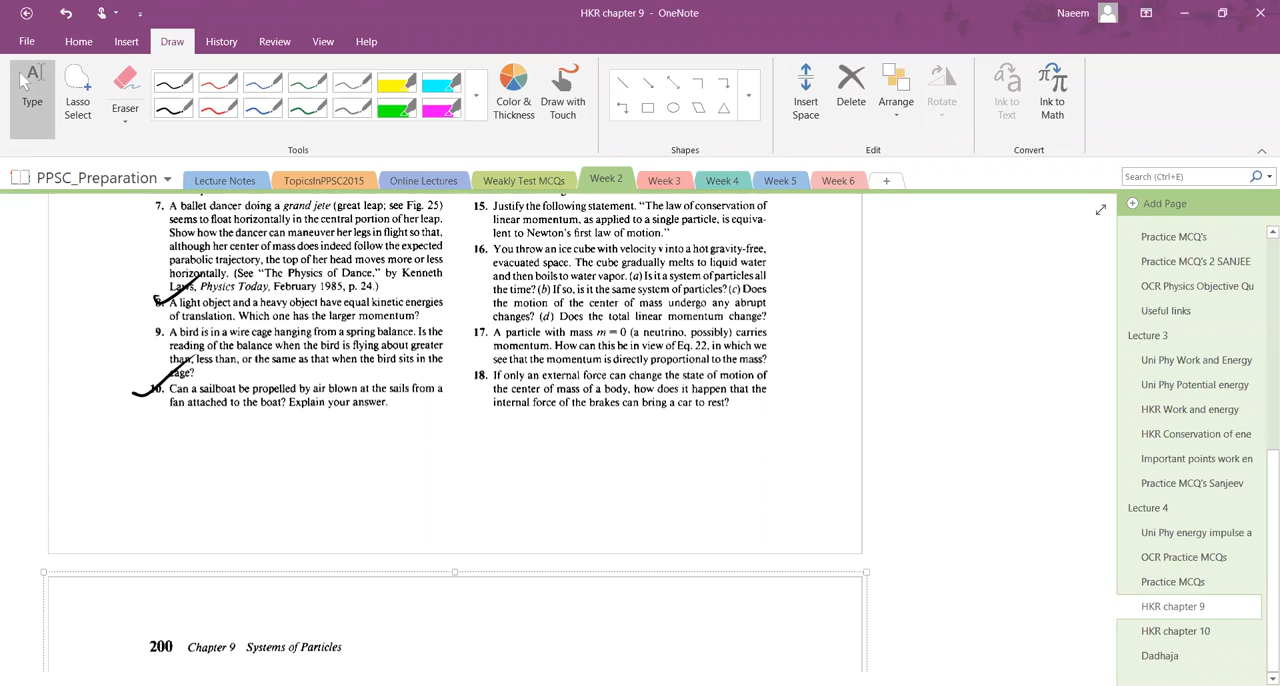 HKR chapter 9 - OneNote
Naeem
File
Home
Insert
Draw
History
Review
View
Help
Type
Lasso
Select
Eraser
Color &
Thickness
Draw with
Touch
Insert
Space
Delete
Arrange
Rotate
Ink to
Text
Ink to
Math
Tools
Shapes
Edit
Convert
PPSC_Preparation
Lecture Notes
TopicsInPPSC2015
Online Lectures
Weakly Test MCQs
Week 2
Week 3
Week 4
Week 5
Week 6
Search (Ctrl+E)
7. A ballet dancer doing a grand jete (great leap; see Fig. 25)
seems to float horizontally in the central portion of her leap.
Show how the dancer can maneuver her legs in flight so that,
although her center of mass does indeed follow the expected
parabolic trajectory, the top of her head moves more or less
horizontally. (See "The Physics of Dance," by Kenneth
Laws, Physics Today, February 1985, p. 24.)
8. A light object and a heavy object have equal kinetic energies
of translation. Which one has the larger momentum?
9. A bird is in a wire cage hanging from a spring balance. Is the
reading of the balance when the bird is flying about greater
than, less than, or the same as that when the bird sits in the
cage?
10. Can a sailboat be propelled by air blown at the sails from a
fan attached to the boat? Explain your answer.
15. Justify the following statement. "The law of conservation of
linear momentum, as applied to a single particle, is equiva-
lent to Newton's first law of motion."
16. You throw an ice cube with velocity v into a hot gravity-free,
evacuated space. The cube gradually melts to liquid water
and then boils to water vapor. (a) Is it a system of particles all
the time? (b) If so, is it the same system of particles? (c) Does
the motion of the center of mass undergo any abrupt
changes? (d) Does the total linear momentum change?
17. A particle with mass m = 0 (a neutrino, possibly) carries
momentum. How can this be in view of Eq. 22, in which we
see that the momentum is directly proportional to the mass?
18. If only an external force can change the state of motion of
the center of mass of a body, how does it happen that the
internal force of the brakes can bring a car to rest?
200 Chapter 9 Systems of Particles
Add Page
Practice MCQ's
Practice MCQ's 2 SANJEE
OCR Physics Objective Qu
Useful links
Lecture 3
Uni Phy Work and Energy
Uni Phy Potential energy
HKR Work and energy
HKR Conservation of ene
Important points work en
Practice MCQ's Sanjeev
Lecture 4
Uni Phy energy impulse a
OCR Practice MCQs
Practice MCQs
HKR chapter 9
HKR chapter 10
Dadhaja